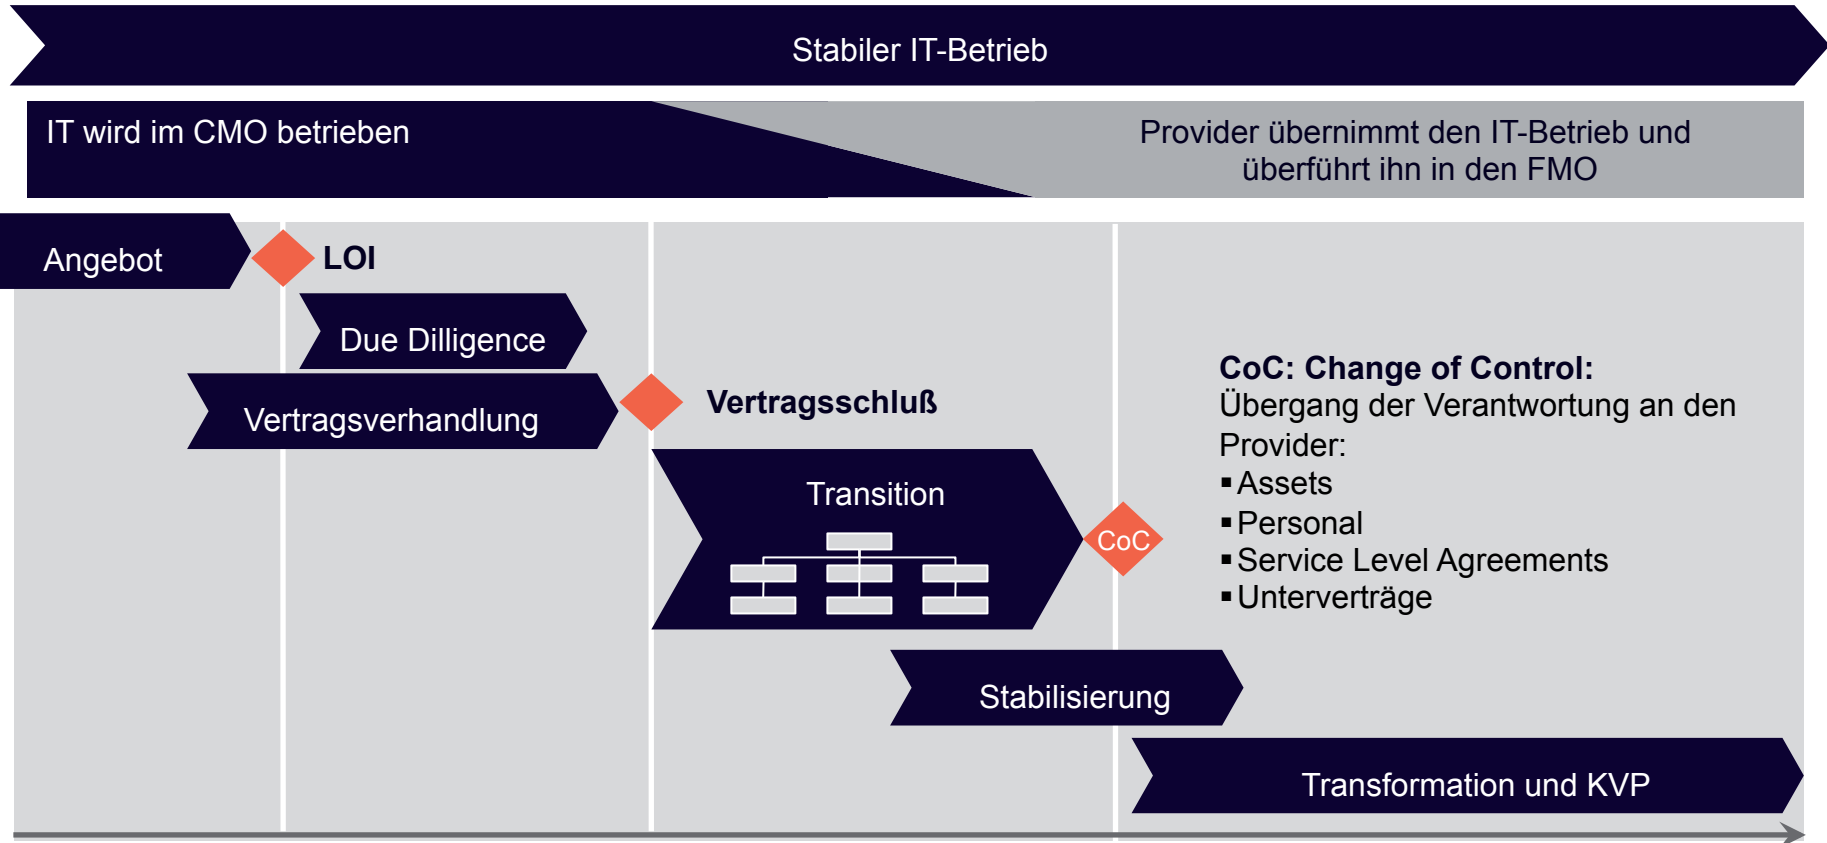 Stabiler IT-Betrieb
IT wird im CMO betrieben
Provider übernimmt den IT-Betrieb und
überführt ihn in den FMO
Angebot
LOI
Due Dilligence
Vertragsverhandlung
Vertragsschluß
Transition
CoC
CoC: Change of Control:
Übergang der Verantwortung an den
Provider:
▪Assets
▪Personal
▪Service Level Agreements
▪Unterverträge
Stabilisierung
Transformation und KVP